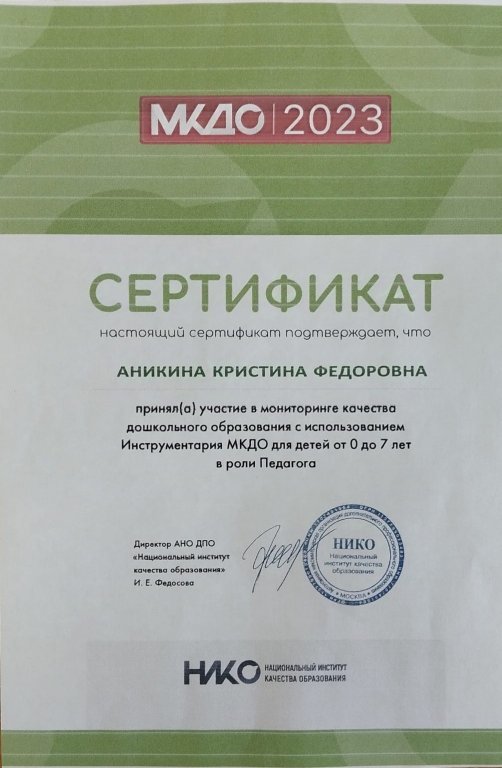 МКДО 2023
СЕРТИФИКАТ
настоящий сертификат подтверждает, что
АНИКИНА КРИСТИНА ФЕДОРОВНА
принял(а) участие в мониторинге качества
дошкольного образования с использованием
Инструментария МКДО для детей от 0 до 7 лет
в роли Педагога
Директор АНО ДПО
«Национальный институт
качества образования»
И. Е. Федосова
НИКО
Национальный
институт качества
образования
МОСКВА
НИКО НАЦИОНАЛЬНЫЙ ИНСТИТУТ
КАЧЕСТВА ОБРАЗОВАНИЯ